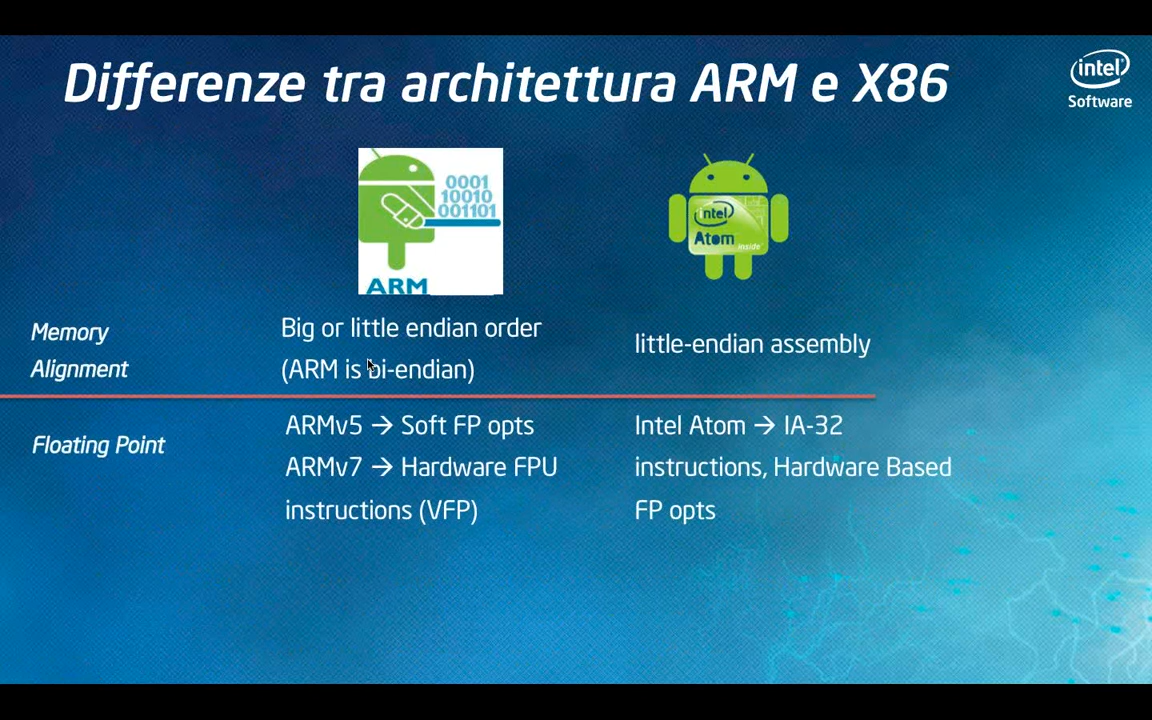 Differenze tra architettura ARM e X86
intel
Software
0001
10010
001101
ARM
intel
Atom
inside
Memory
Alignment
Big or little endian order
(ARM is bi-endian)
little-endian assembly
Floating Point
ARMv5 → Soft FP opts
ARMv7 → Hardware FPU
instructions (VFP)
Intel Atom → IA-32
instructions, Hardware Based
FP opts